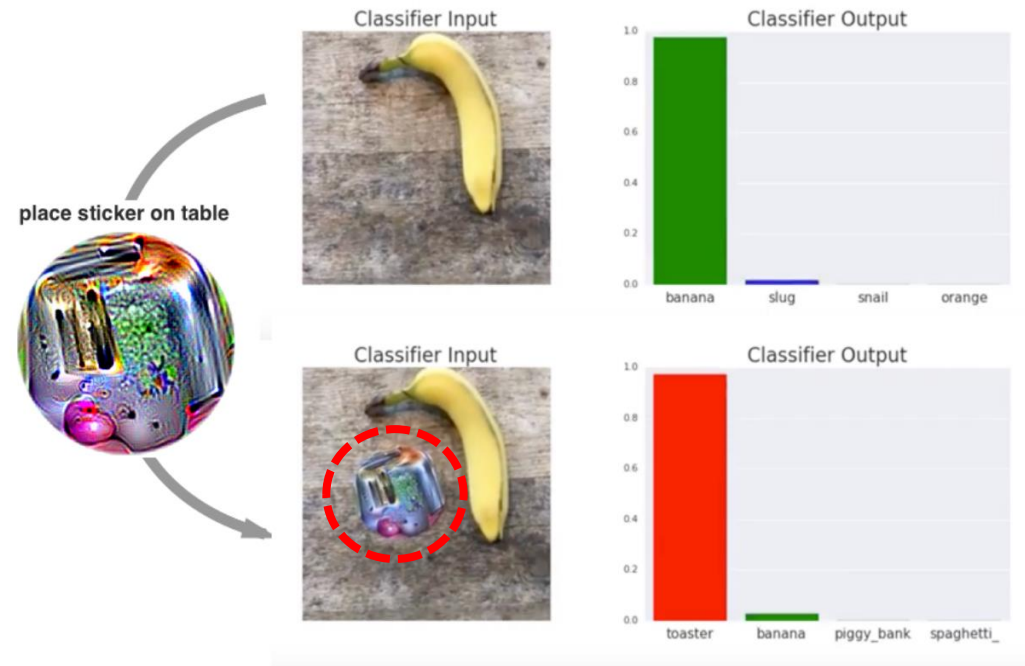 Classifier Input
Classifier Output
1.0
0.8
0.6
0.4
0.2
0.0
banana slug snail orange
place sticker on table
Classifier Input
Classifier Output
1.0
0.8
0.6
0.4
0.2
0.0
toaster banana piggy_bank spaghetti_